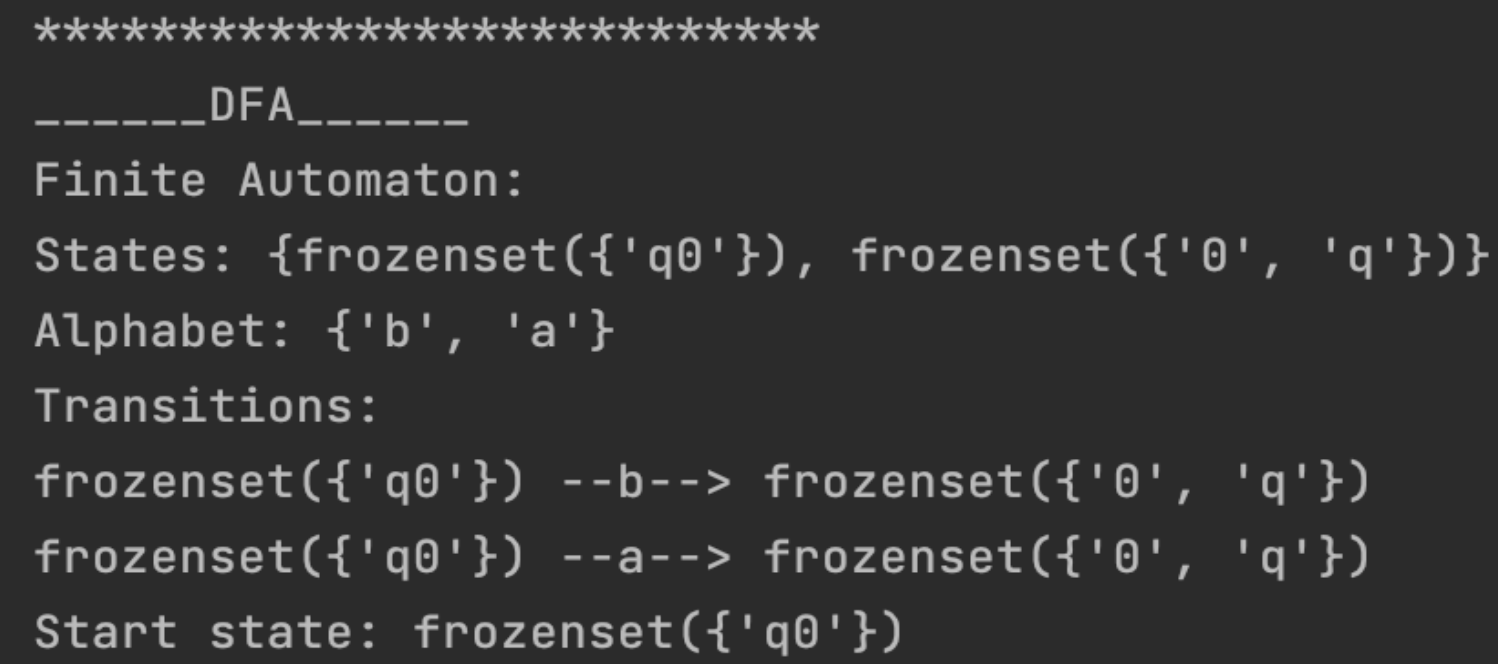 ***************************
______DFA______
Finite Automaton:
States: {frozenset({'q0'}), frozenset({'0', 'q'})}
Alphabet: {'b', 'a'}
Transitions:
frozenset({'q0'}) --b--> frozenset({'0', 'q'})
frozenset({'q0'}) --a--> frozenset({'0', 'q'})
Start state: frozenset({'q0'})